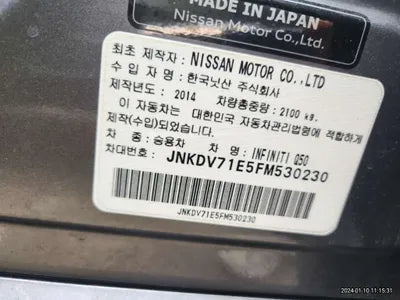 MADE IN JAPAN
Nissan Motor Co.,Ltd.
최초 제작자 : NISSAN MOTOR CO.,LTD
수 입 자 명 : 한국닛산 주식회사
제작년도 : 2014 차량총중량 : 2100 kg.
이 자동차는 대한민국 자동차관리법령에 적합하게
제작(수입)되었습니다.
차 종 : 승용차 차 명 : INFINITI Q50
차대번호 : JNKDV71E5FM530230
JNKDV71E5FM530230
2024-01-10 11:15:31